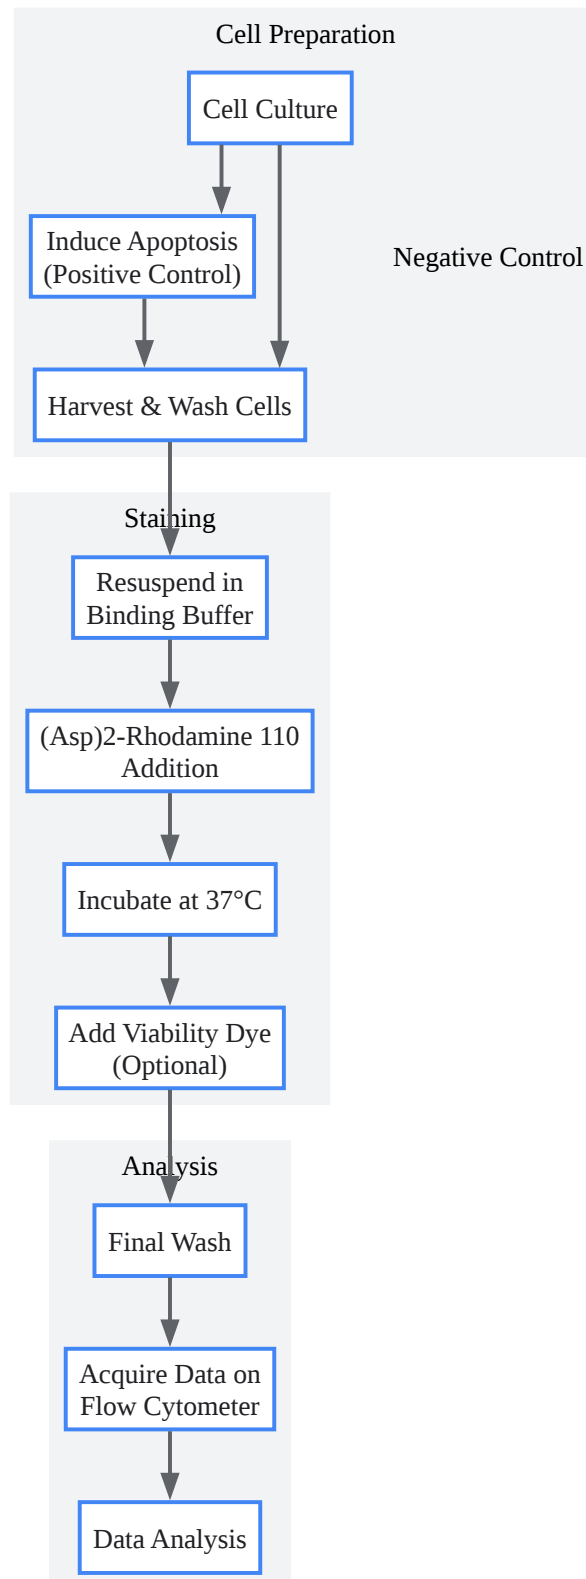 Cell Preparation
Cell Culture
Induce Apoptosis
(Positive Control)
Negative Control
Harvest & Wash Cells
Staining
Resuspend in
Binding Buffer
(Asp)2-Rhodamine 110
Addition
Incubate at 37°C
Add Viability Dye
(Optional)
Analysis
Final Wash
Acquire Data on
Flow Cytometer
Data Analysis